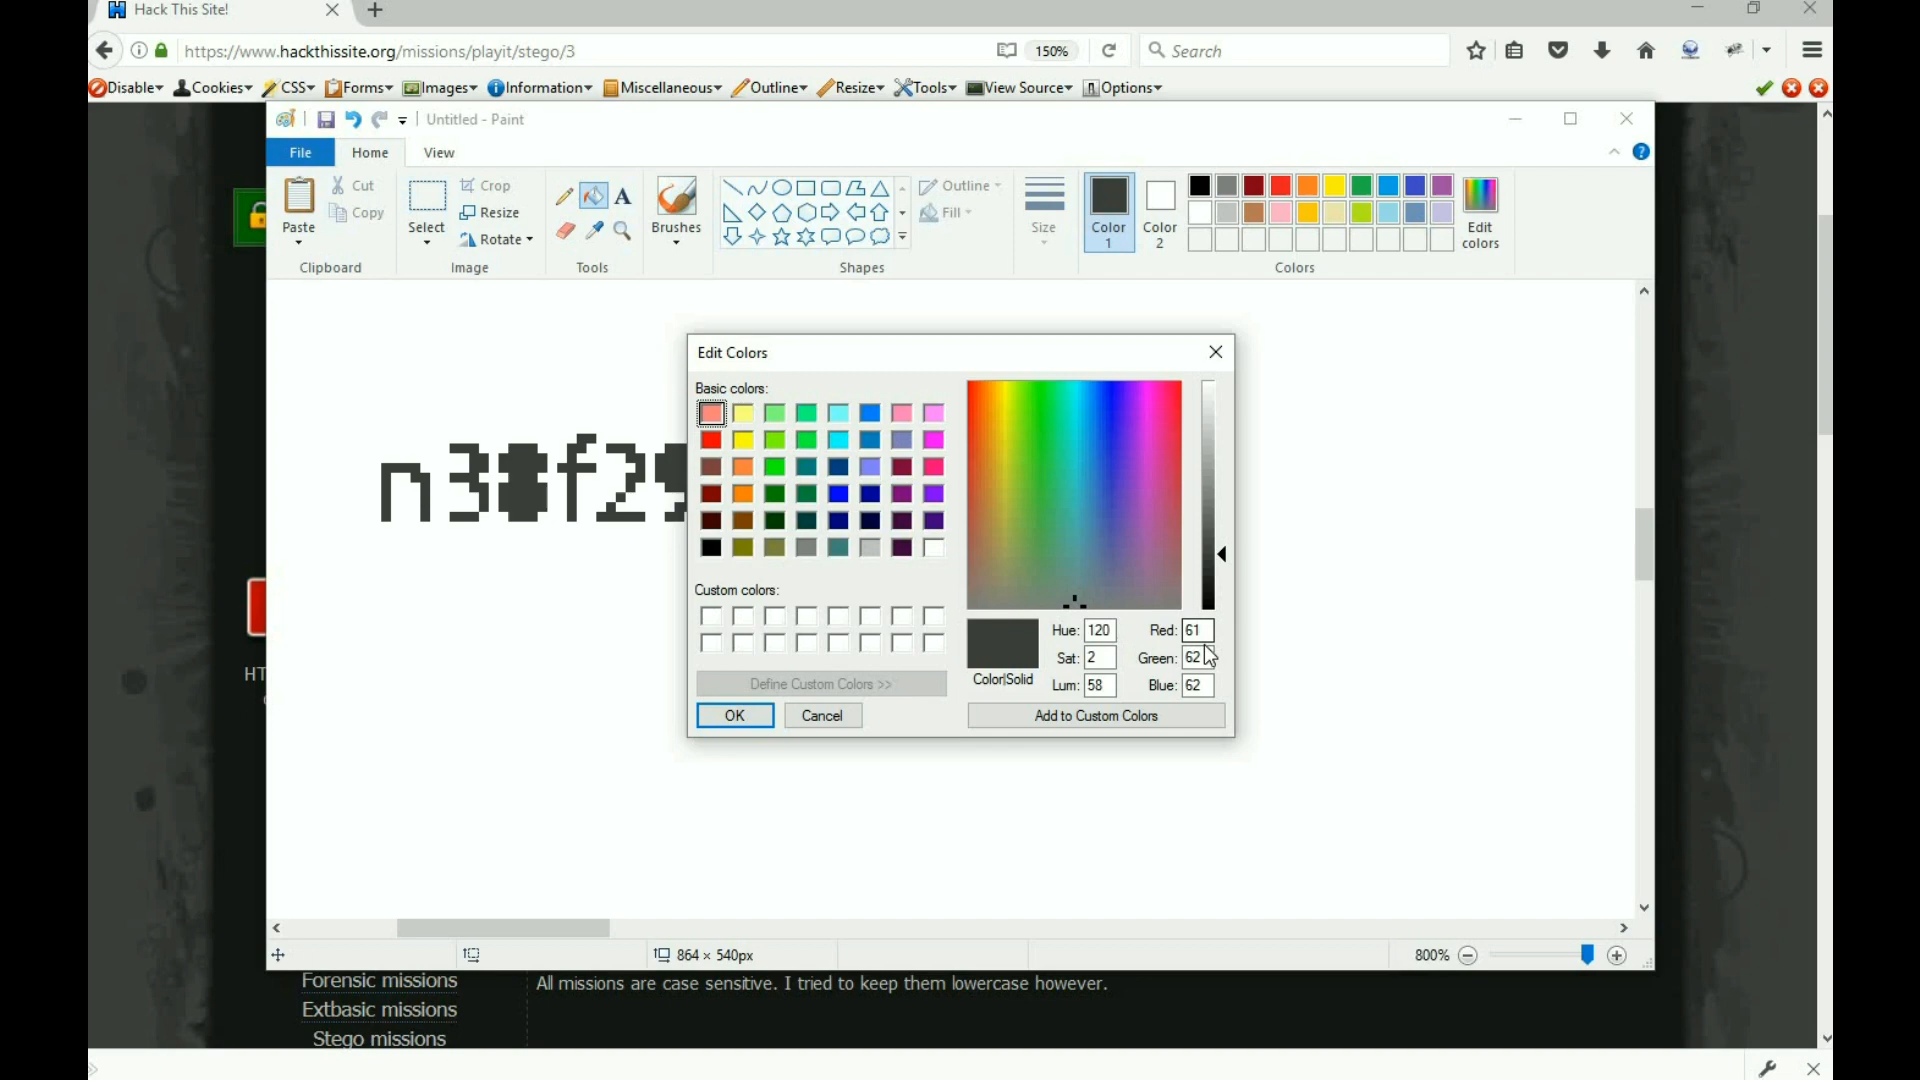 Hack This Site!
https://www.hackthissite.org/missions/playit/stego/3
150%
Search
Disable Cookies CSS Forms Images Information Miscellaneous Outline Resize Tools View Source Options
Untitled - Paint
File Home View
Paste
Cut
Copy
Clipboard
Select
Crop
Resize
Rotate
Image
A
Tools
Brushes
Shapes
Outline
Fill
Size
Color 1
Color 2
Colors
Edit colors
n38f29
Edit Colors
Basic colors:
Custom colors:
Define Custom Colors >>
OK Cancel
Color|Solid
Hue: 120 Red: 61
Sat: 2 Green: 62
Lum: 58 Blue: 62
Add to Custom Colors
HT
864 × 540px
800%
Forensic missions
Extbasic missions
Stego missions
All missions are case sensitive. I tried to keep them lowercase however.